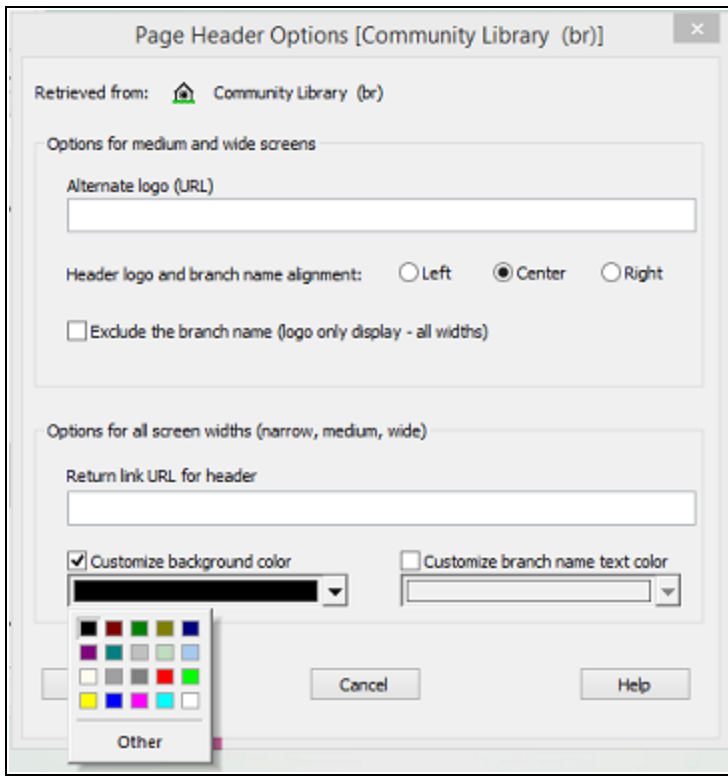 Page Header Options [Community Library (br)]
Retrieved from: Community Library (br)
Options for medium and wide screens
Alternate logo (URL)
Header logo and branch name alignment: Left Center Right
Exclude the branch name (logo only display - all widths)
Options for all screen widths (narrow, medium, wide)
Return link URL for header
Customize background color Customize branch name text color
Cancel Help
Other